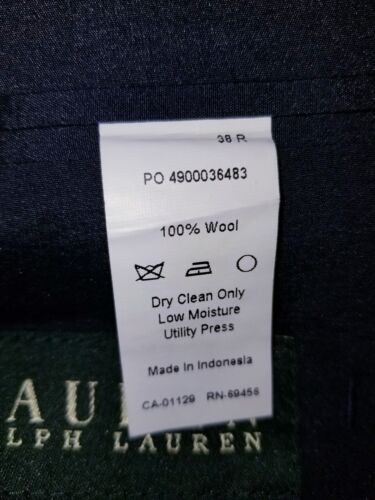 38 R
PO 4900036483
100% Wool
Dry Clean Only
Low Moisture
Utility Press
Made in Indonesia
CA-01129 RN-69456
LPH LAUREN